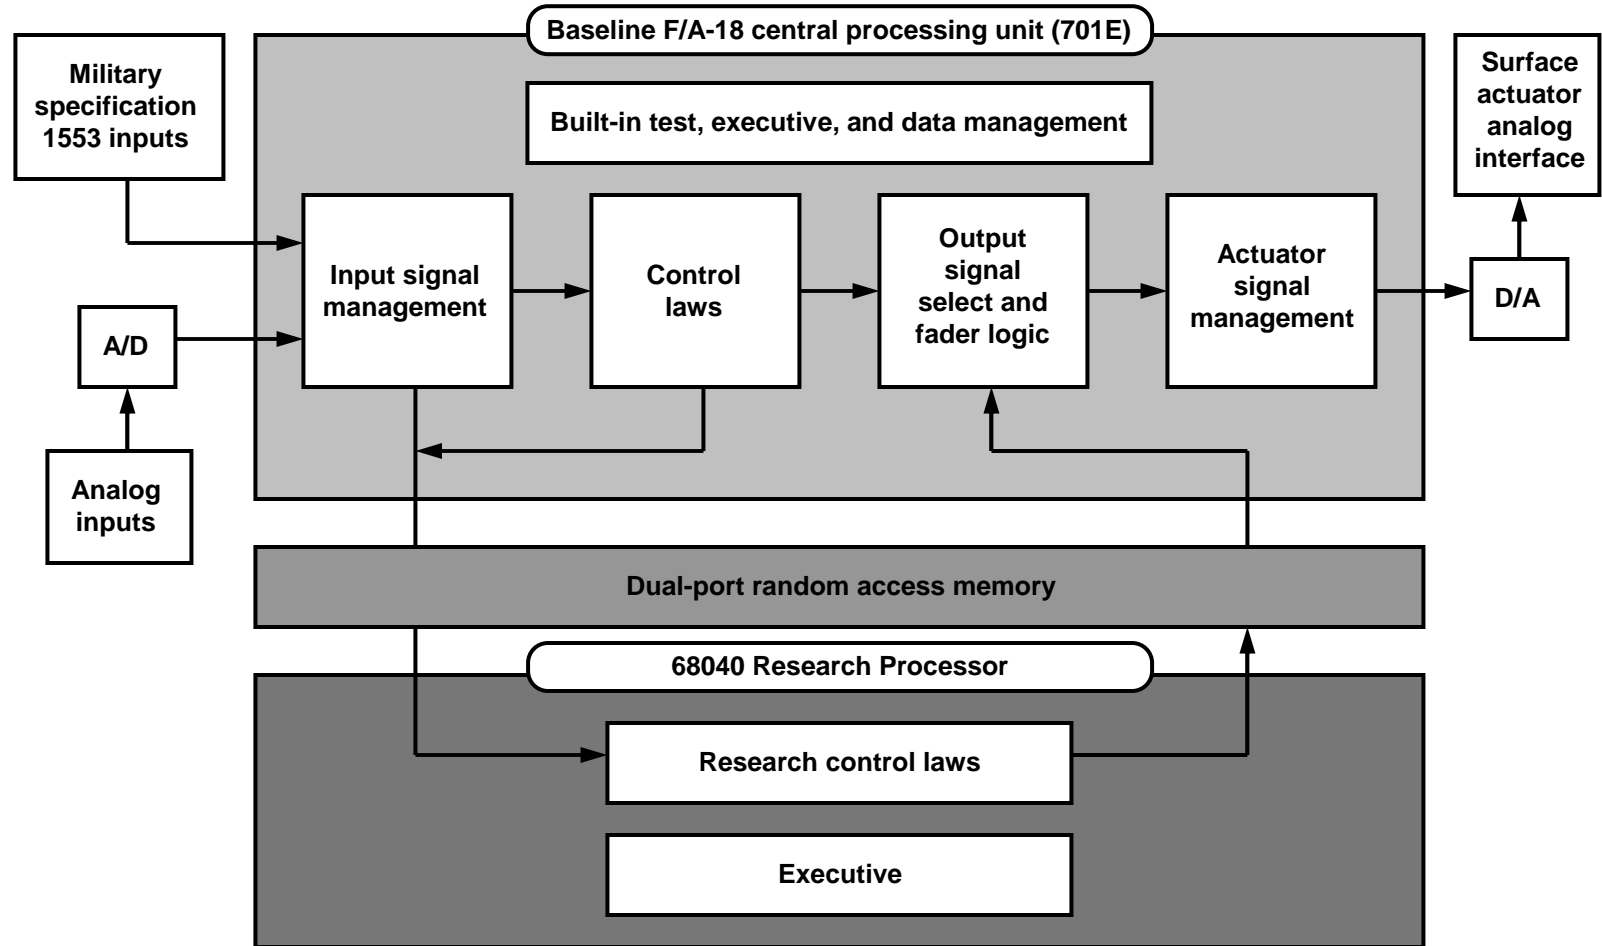 Baseline F/A-18 central processing unit (701E)
Military
specification
1553 inputs
Surface
actuator
analog
interface
Built-in test, executive, and data management
Input signal
management
Control
laws
Output
signal
select and
fader logic
Actuator
signal
management
D/A
A/D
Analog
inputs
Dual-port random access memory
68040 Research Processor
Research control laws
Executive